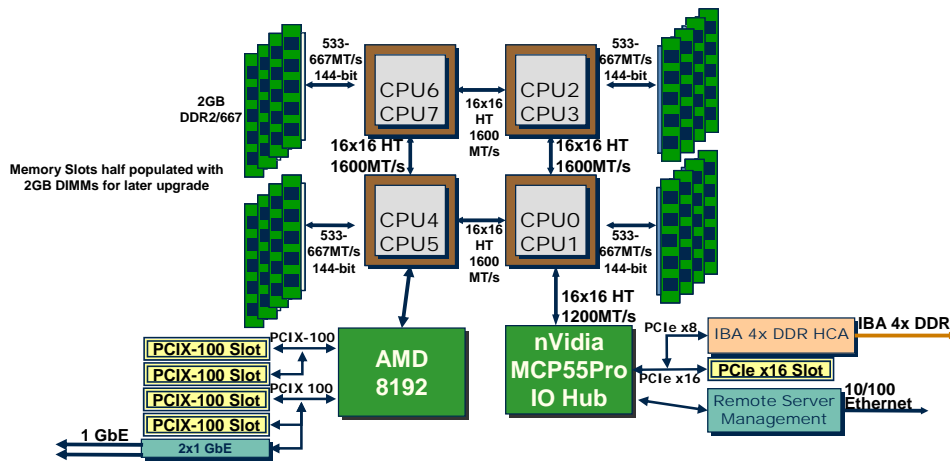 533-
667MT/s
144-bit
2GB
DDR2/667
CPU6
CPU7
16x16
HT
1600
MT/s
CPU2
CPU3
533-
667MT/s
144-bit
16x16 HT
1600MT/s
16x16 HT
1600MT/s
Memory Slots half populated with
2GB DIMMs for later upgrade
533-
667MT/s
144-bit
CPU4
CPU5
16x16
HT
1600
MT/s
CPU0
CPU1
533-
667MT/s
144-bit
16x16 HT
1200MT/s
PCIX-100 Slot
PCIX-100
PCIX-100 Slot
PCIX 100
PCIX-100 Slot
PCIX-100 Slot
1 GbE
2x1 GbE
AMD
8192
nVidia
MCP55Pro
IO Hub
PCIe x8
IBA 4x DDR HCA
IBA 4x DDR
PCIe x16
PCIe x16 Slot
Remote Server
Management
10/100
Ethernet